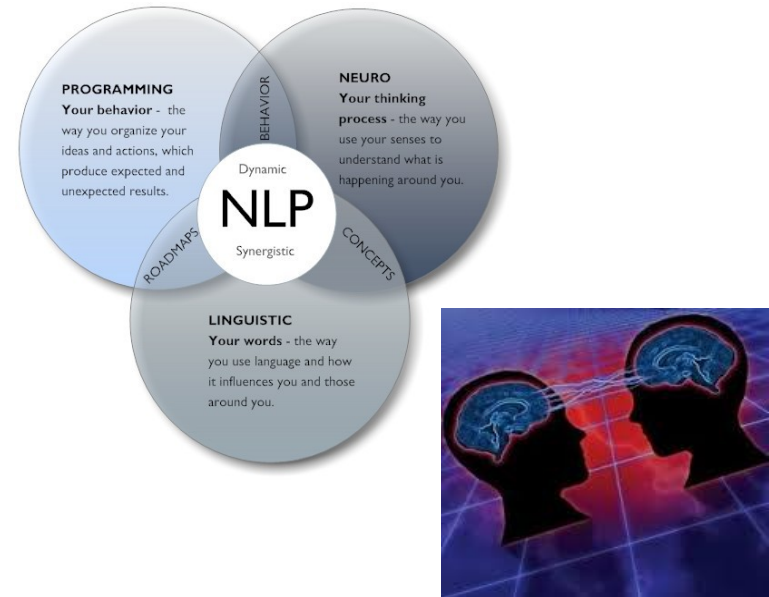 PROGRAMMING
Your behavior - the
way you organize your
ideas and actions, which
produce expected and
unexpected results.
BEHAVIOR
NEURO
Your thinking
process - the way you
use your senses to
understand what is
happening around you.
Dynamic
NLP
Synergistic
ROADMAPS
CONCEPTS
LINGUISTIC
Your words - the way
you use language and how
it influences you and those
around you.